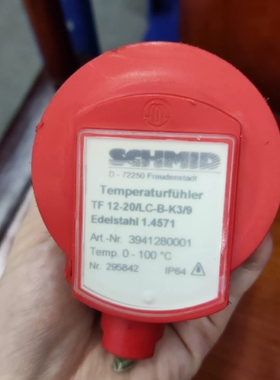 SCHMID
D - 72250 Freudenstadt
Temperaturfühler
TF 12-20/LC-B-K3/9
Edelstahl 1.4571
Art.-Nr. 3941280001
Temp. 0 - 100 °C
Nr. 295842 IP64